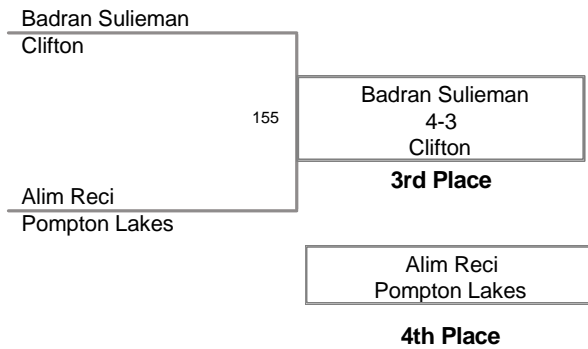 Badran Sulieman
Clifton
155
Badran Sulieman
4-3
Clifton
3rd Place
Alim Reci
Pompton Lakes
Alim Reci
Pompton Lakes
4th Place